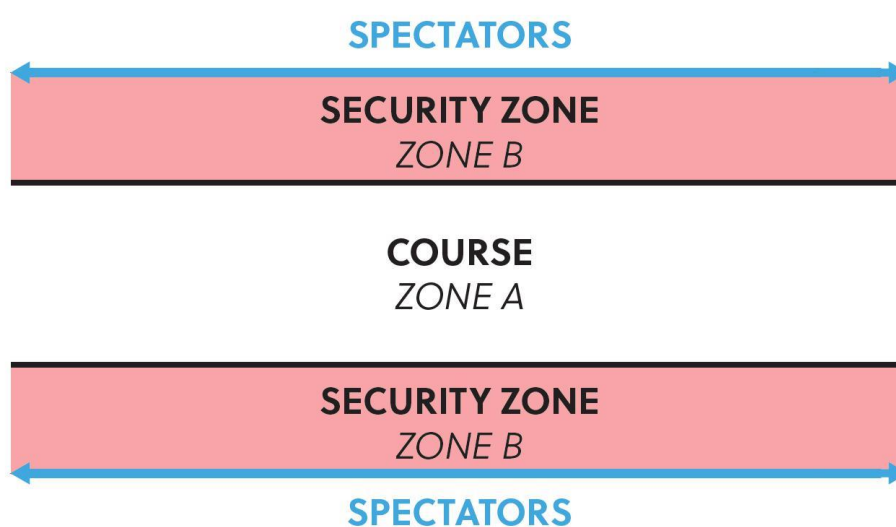 SPECTATORS
SECURITY ZONE
ZONE B
COURSE
ZONE A
SECURITY ZONE
ZONE B
SPECTATORS